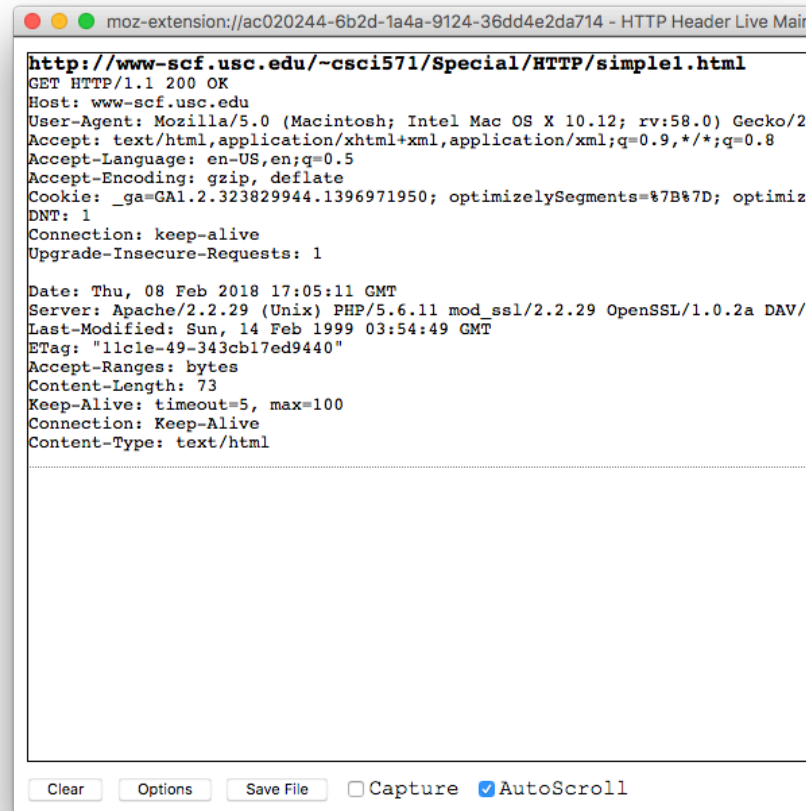 moz-extension://ac020244-6b2d-1a4a-9124-36dd4e2da714 - HTTP Header Live Main
http://www-scf.usc.edu/~csci571/Special/HTTP/simple1.html
GET HTTP/1.1 200 OK
Host: www-scf.usc.edu
User-Agent: Mozilla/5.0 (Macintosh; Intel Mac OS X 10.12; rv:58.0) Gecko/2
Accept: text/html,application/xhtml+xml,application/xml;q=0.9,*/*;q=0.8
Accept-Language: en-US,en;q=0.5
Accept-Encoding: gzip, deflate
Cookie: _ga=GA1.2.323829944.1396971950; optimizelySegments=%7B%7D; optimiz
DNT: 1
Connection: keep-alive
Upgrade-Insecure-Requests: 1
Date: Thu, 08 Feb 2018 17:05:11 GMT
Server: Apache/2.2.29 (Unix) PHP/5.6.11 mod_ssl/2.2.29 OpenSSL/1.0.2a DAV/
Last-Modified: Sun, 14 Feb 1999 03:54:49 GMT
ETag: "11c1e-49-343cb17ed9440"
Accept-Ranges: bytes
Content-Length: 73
Keep-Alive: timeout=5, max=100
Connection: Keep-Alive
Content-Type: text/html
Clear Options Save File Capture AutoScroll